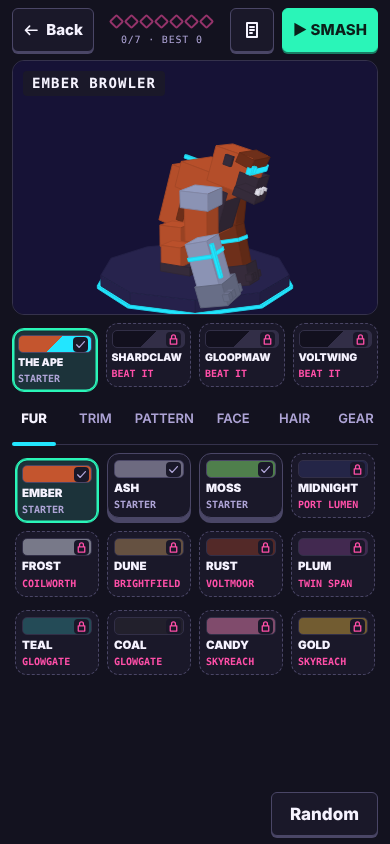 ← Back
0/7 · BEST 0
▶ SMASH
EMBER BROWLER
THE APE
STARTER
SHARDCLAW
BEAT IT
GLOOPMAW
BEAT IT
VOLTWING
BEAT IT
FUR TRIM PATTERN FACE HAIR GEAR
EMBER
STARTER
ASH
STARTER
MOSS
STARTER
MIDNIGHT
PORT LUMEN
FROST
COILWORTH
DUNE
BRIGHTFIELD
RUST
VOLTMOOR
PLUM
TWIN SPAN
TEAL
GLOWGATE
COAL
GLOWGATE
CANDY
SKYREACH
GOLD
SKYREACH
Random